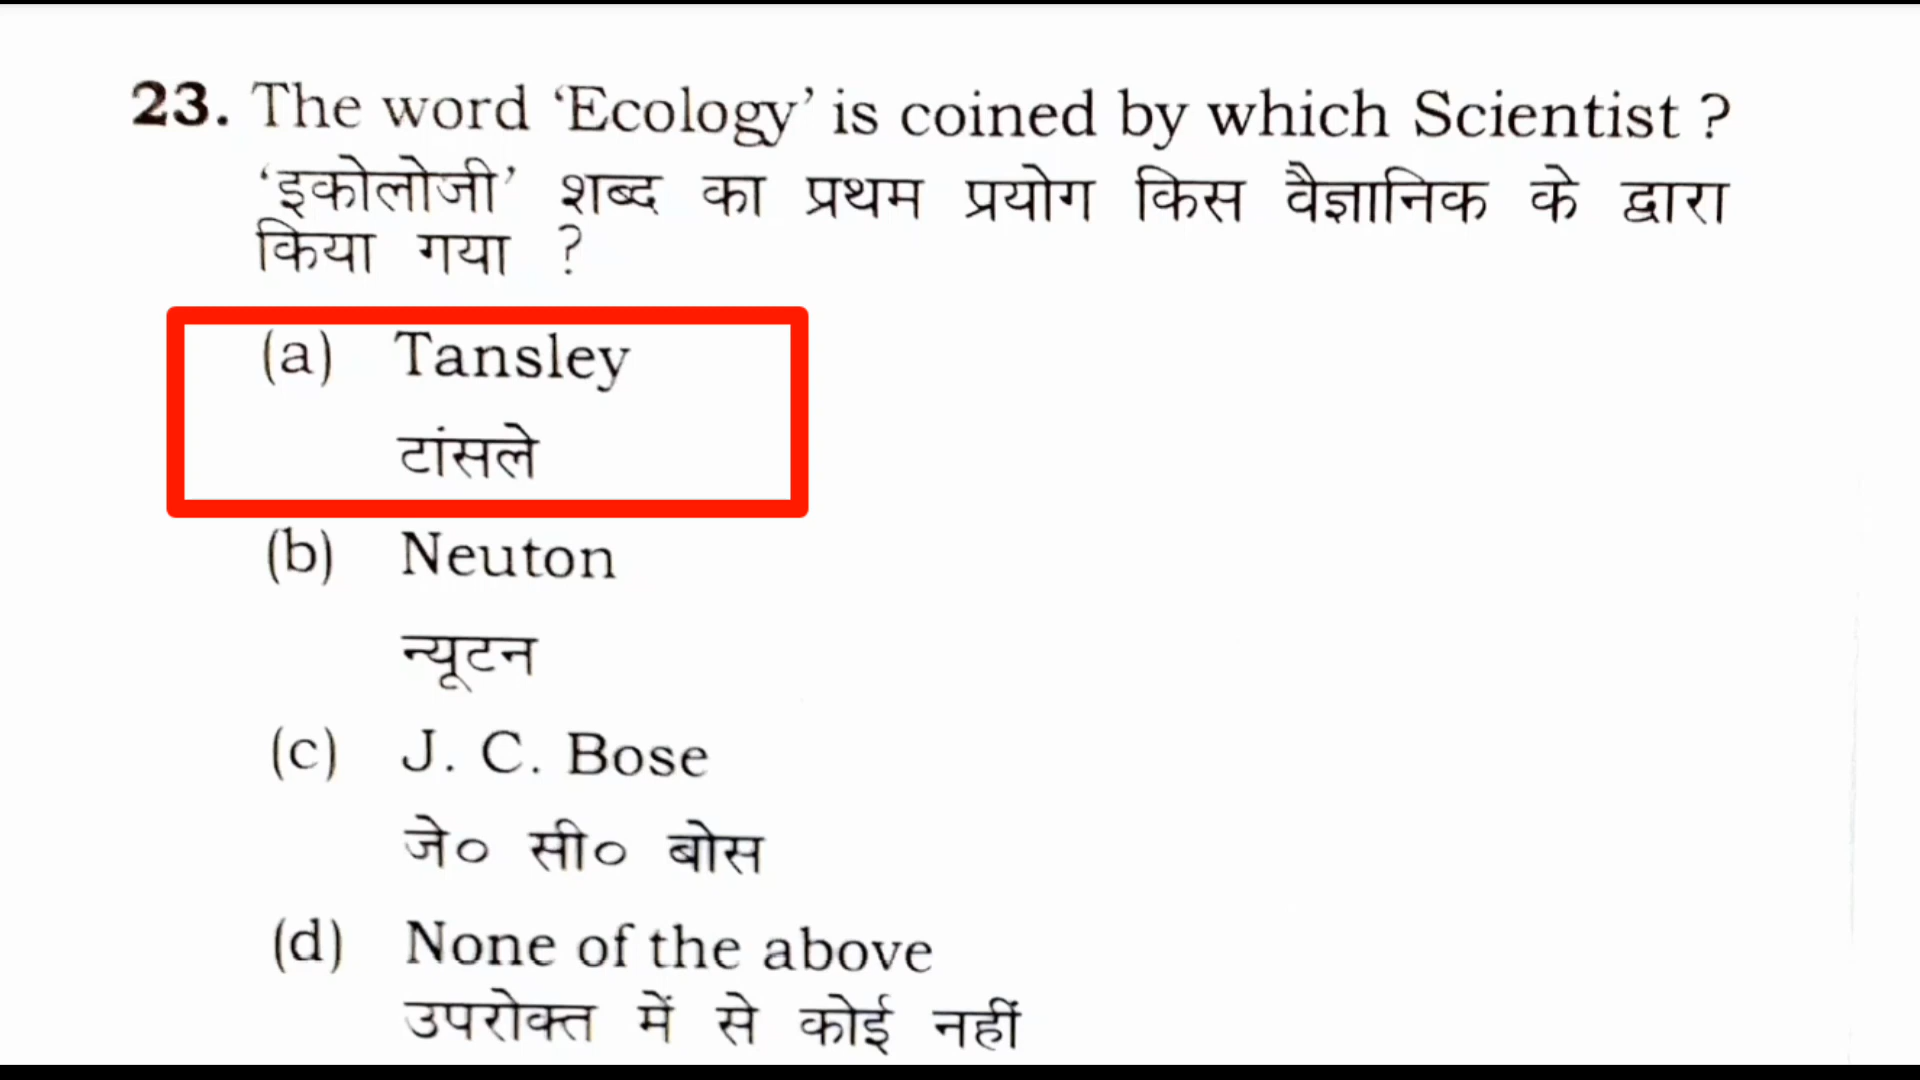 23. The word ‘Ecology’ is coined by which Scientist ?
‘इकोलोजी’ शब्द का प्रथम प्रयोग किस वैज्ञानिक के द्वारा
किया गया ?
(a) Tansley
टांसले
(b) Neuton
न्यूटन
(c) J. C. Bose
जे० सी० बोस
(d) None of the above
उपरोक्त में से कोई नहीं